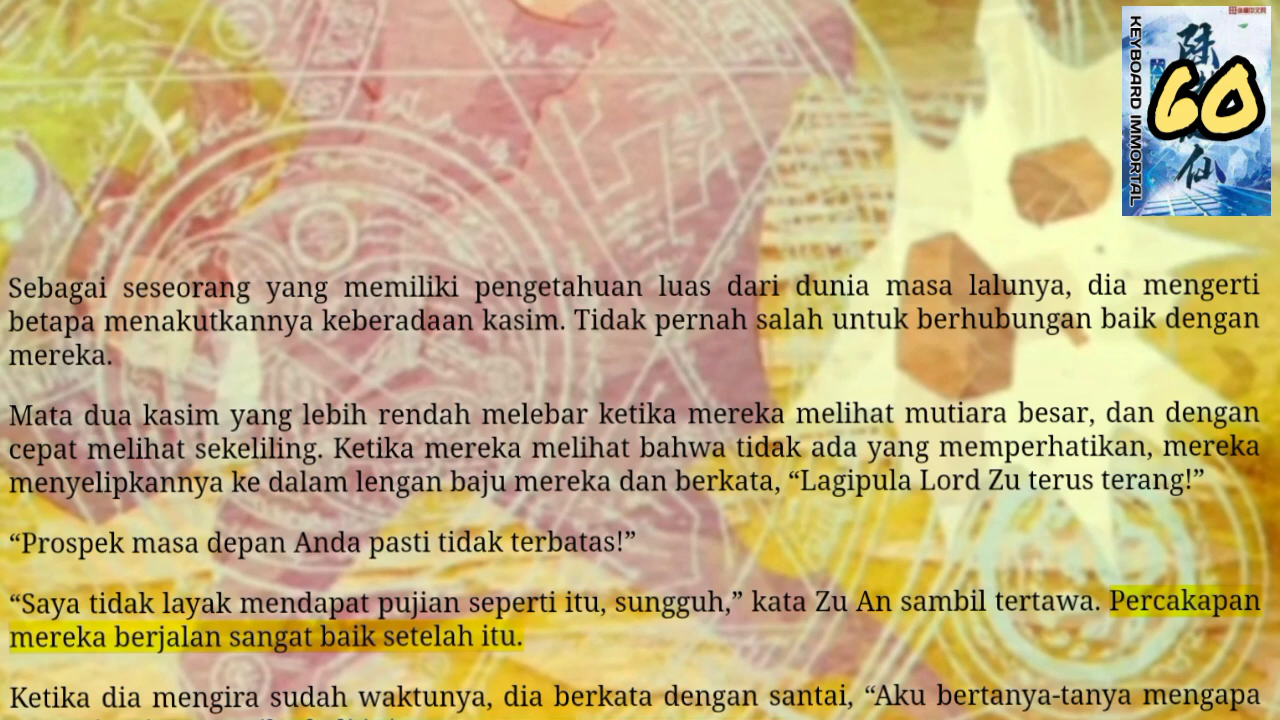 KEYBOARD IMMORTAL
60
Sebagai seseorang yang memiliki pengetahuan luas dari dunia masa lalunya, dia mengerti
betapa menakutkannya keberadaan kasim. Tidak pernah salah untuk berhubungan baik dengan
mereka.
Mata dua kasim yang lebih rendah melebar ketika mereka melihat mutiara besar, dan dengan
cepat melihat sekeliling. Ketika mereka melihat bahwa tidak ada yang memperhatikan, mereka
menyelipkannya ke dalam lengan baju mereka dan berkata, “Lagipula Lord Zu terus terang!”
“Prospek masa depan Anda pasti tidak terbatas!”
“Saya tidak layak mendapat pujian seperti itu, sungguh,” kata Zu An sambil tertawa. Percakapan
mereka berjalan sangat baik setelah itu.
Ketika dia mengira sudah waktunya, dia berkata dengan santai, “Aku bertanya-tanya mengapa